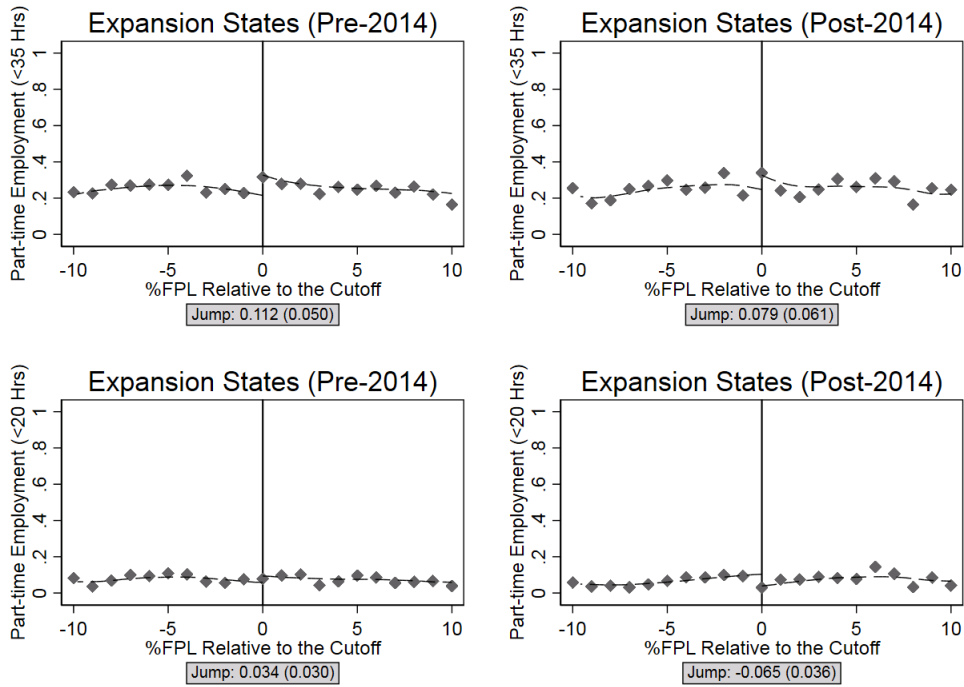 Expansion States (Pre-2014)
Part-time Employment (<35 Hrs)
1
.8
.6
.4
.2
0
-10 -5 0 5 10
%FPL Relative to the Cutoff
Jump: 0.112 (0.050)
Expansion States (Post-2014)
Part-time Employment (<35 Hrs)
1
.8
.6
.4
.2
0
-10 -5 0 5 10
%FPL Relative to the Cutoff
Jump: 0.079 (0.061)
Expansion States (Pre-2014)
Part-time Employment (<20 Hrs)
1
.8
.6
.4
.2
0
-10 -5 0 5 10
%FPL Relative to the Cutoff
Jump: 0.034 (0.030)
Expansion States (Post-2014)
Part-time Employment (<20 Hrs)
1
.8
.6
.4
.2
0
-10 -5 0 5 10
%FPL Relative to the Cutoff
Jump: -0.065 (0.036)